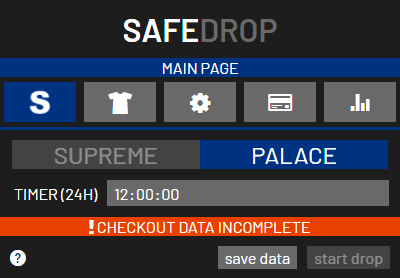 SAFEDROP
MAIN PAGE
S
SUPREME PALACE
TIMER (24H) 12:00:00
! CHECKOUT DATA INCOMPLETE
? save data start drop